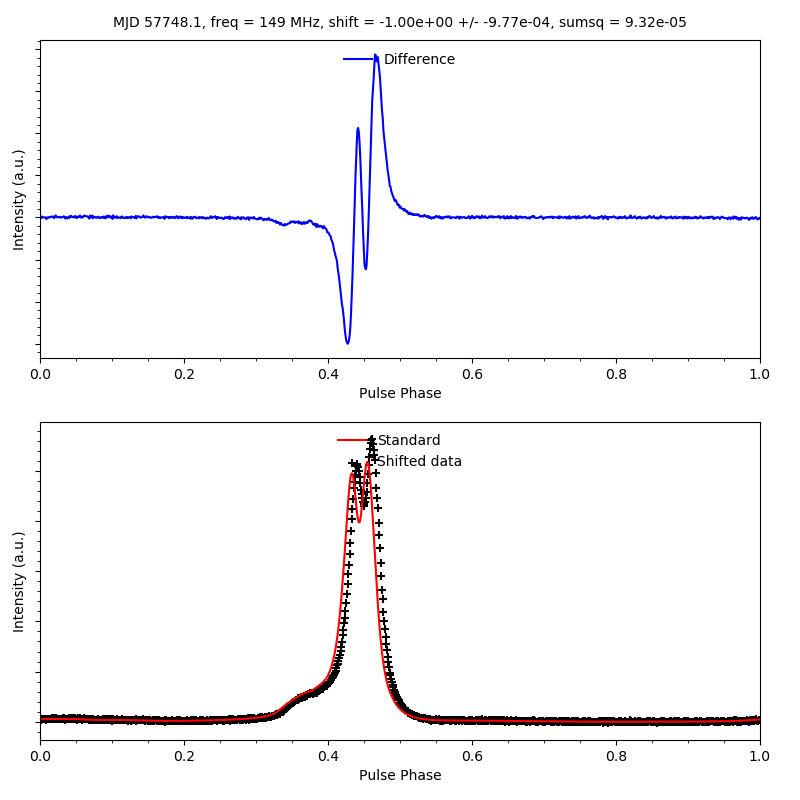 MJD 57748.1, freq = 149 MHz, shift = -1.00e+00 +/- -9.77e-04, sumsq = 9.32e-05
Difference
Intensity (a.u.)
0.0 0.2 0.4 0.6 0.8 1.0
Pulse Phase
Standard
Shifted data
Intensity (a.u.)
0.0 0.2 0.4 0.6 0.8 1.0
Pulse Phase